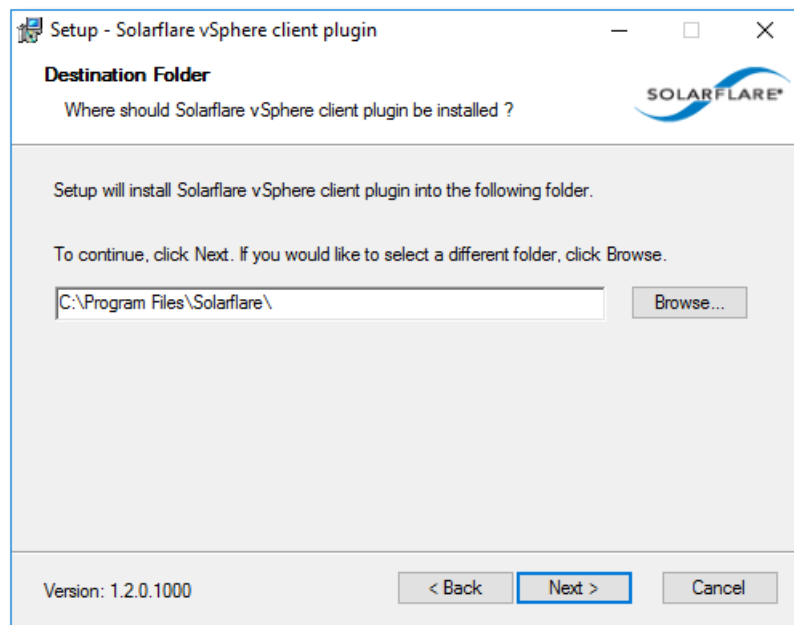 Setup - Solarflare vSphere client plugin
Destination Folder
Where should Solarflare vSphere client plugin be installed ?
SOLARFLARE®
Setup will install Solarflare vSphere client plugin into the following folder.
To continue, click Next. If you would like to select a different folder, click Browse.
C:\Program Files\Solarflare\
Browse...
Version: 1.2.0.1000
< Back
Next >
Cancel